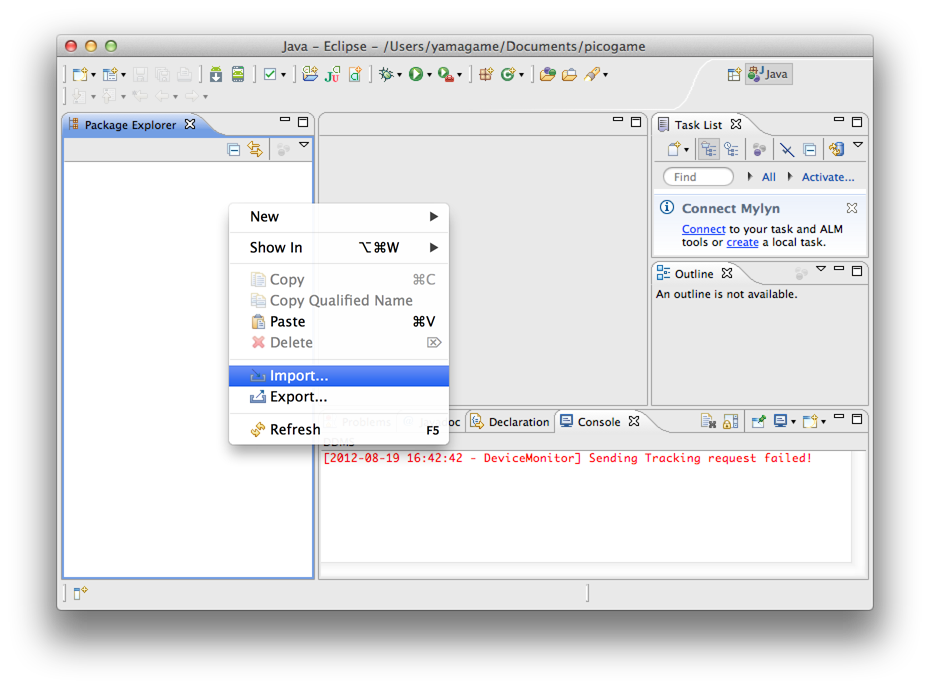 Java – Eclipse – /Users/yamagame/Documents/picogame
Java
Package Explorer
Task List
Find
All
Activate...
Connect Mylyn
Connect to your task and ALM
tools or create a local task.
Outline
An outline is not available.
New
Show In ⌥⌘W
Copy ⌘C
Copy Qualified Name
Paste ⌘V
Delete ⌦
Import...
Export...
Refresh F5
Problems
Declaration
Console
DDMS
[2012-08-19 16:42:42 - DeviceMonitor] Sending Tracking request failed!